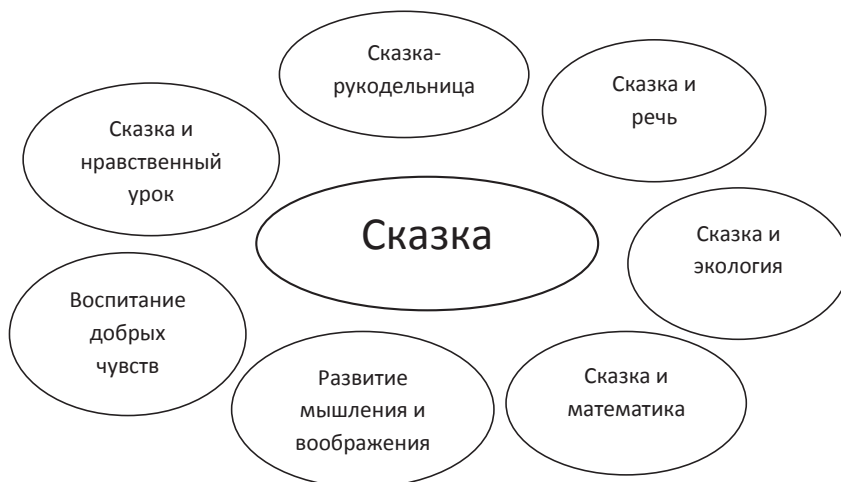 Сказка-
рукодельница
Сказка и
речь
Сказка и
нравственный
урок
Сказка
Сказка и
экология
Воспитание
добрых
чувств
Развитие
мышления и
воображения
Сказка и
математика